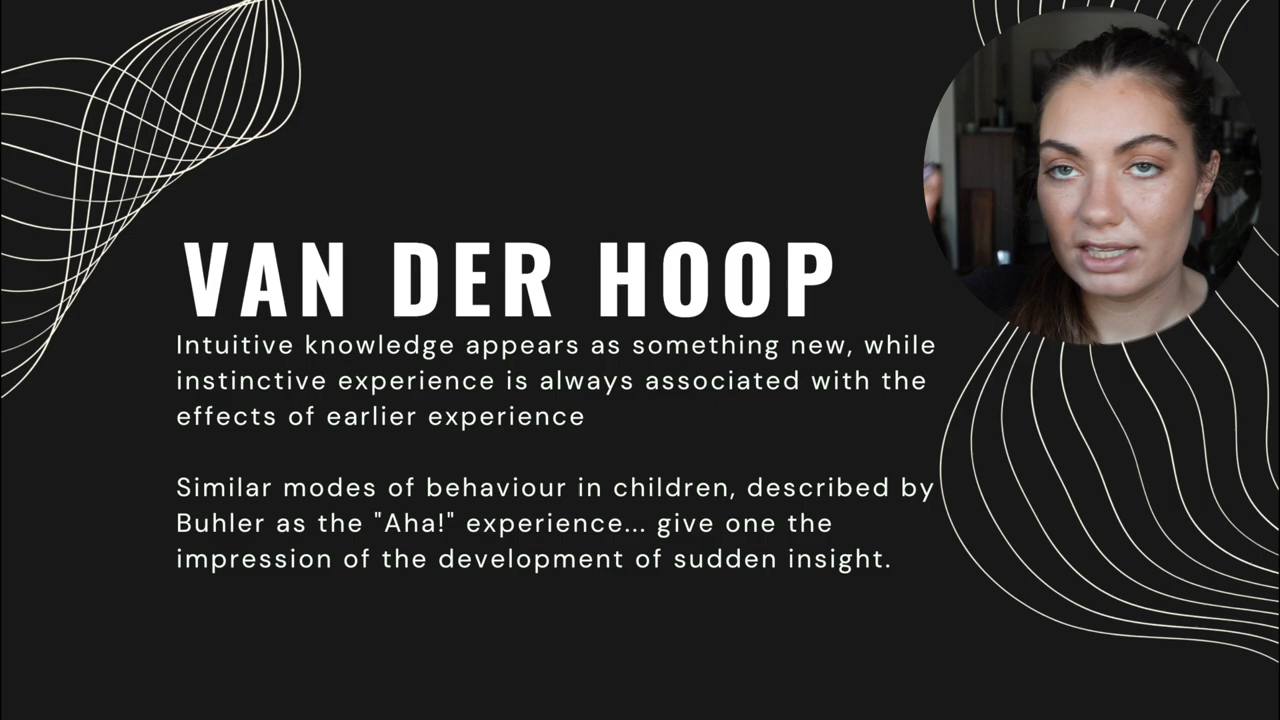 VAN DER HOOP
Intuitive knowledge appears as something new, while
instinctive experience is always associated with the
effects of earlier experience
Similar modes of behaviour in children, described by
Buhler as the "Aha!" experience... give one the
impression of the development of sudden insight.